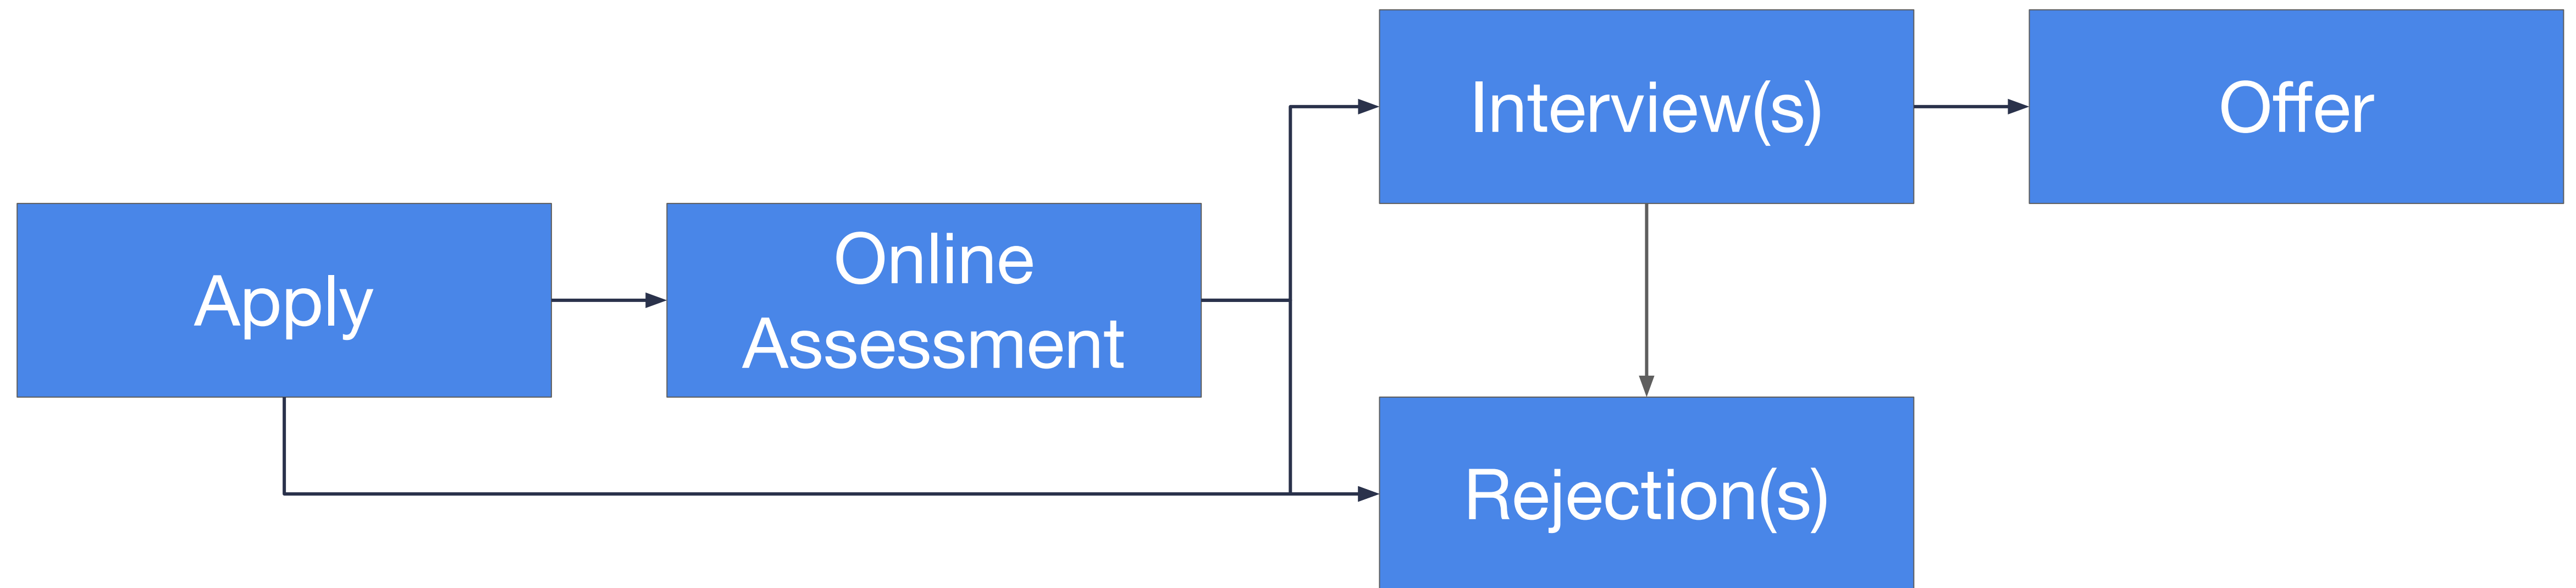 Apply
Online
Assessment
Interview(s)
Offer
Rejection(s)